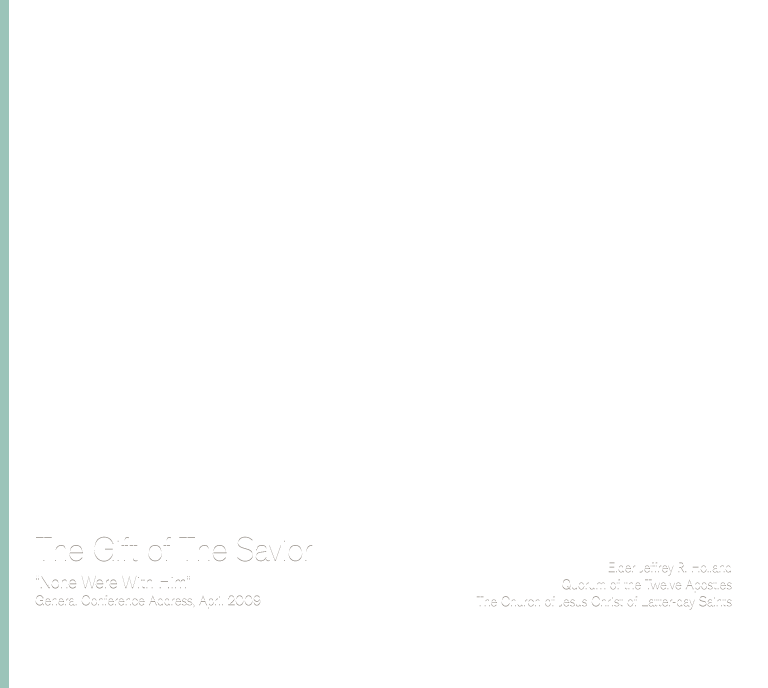 The Gift of The Savior
"None Were With Him"
General Conference Address, April 2009
Elder Jeffrey R. Holland
Quorum of the Twelve Apostles
The Church of Jesus Christ of Latter-day Saints